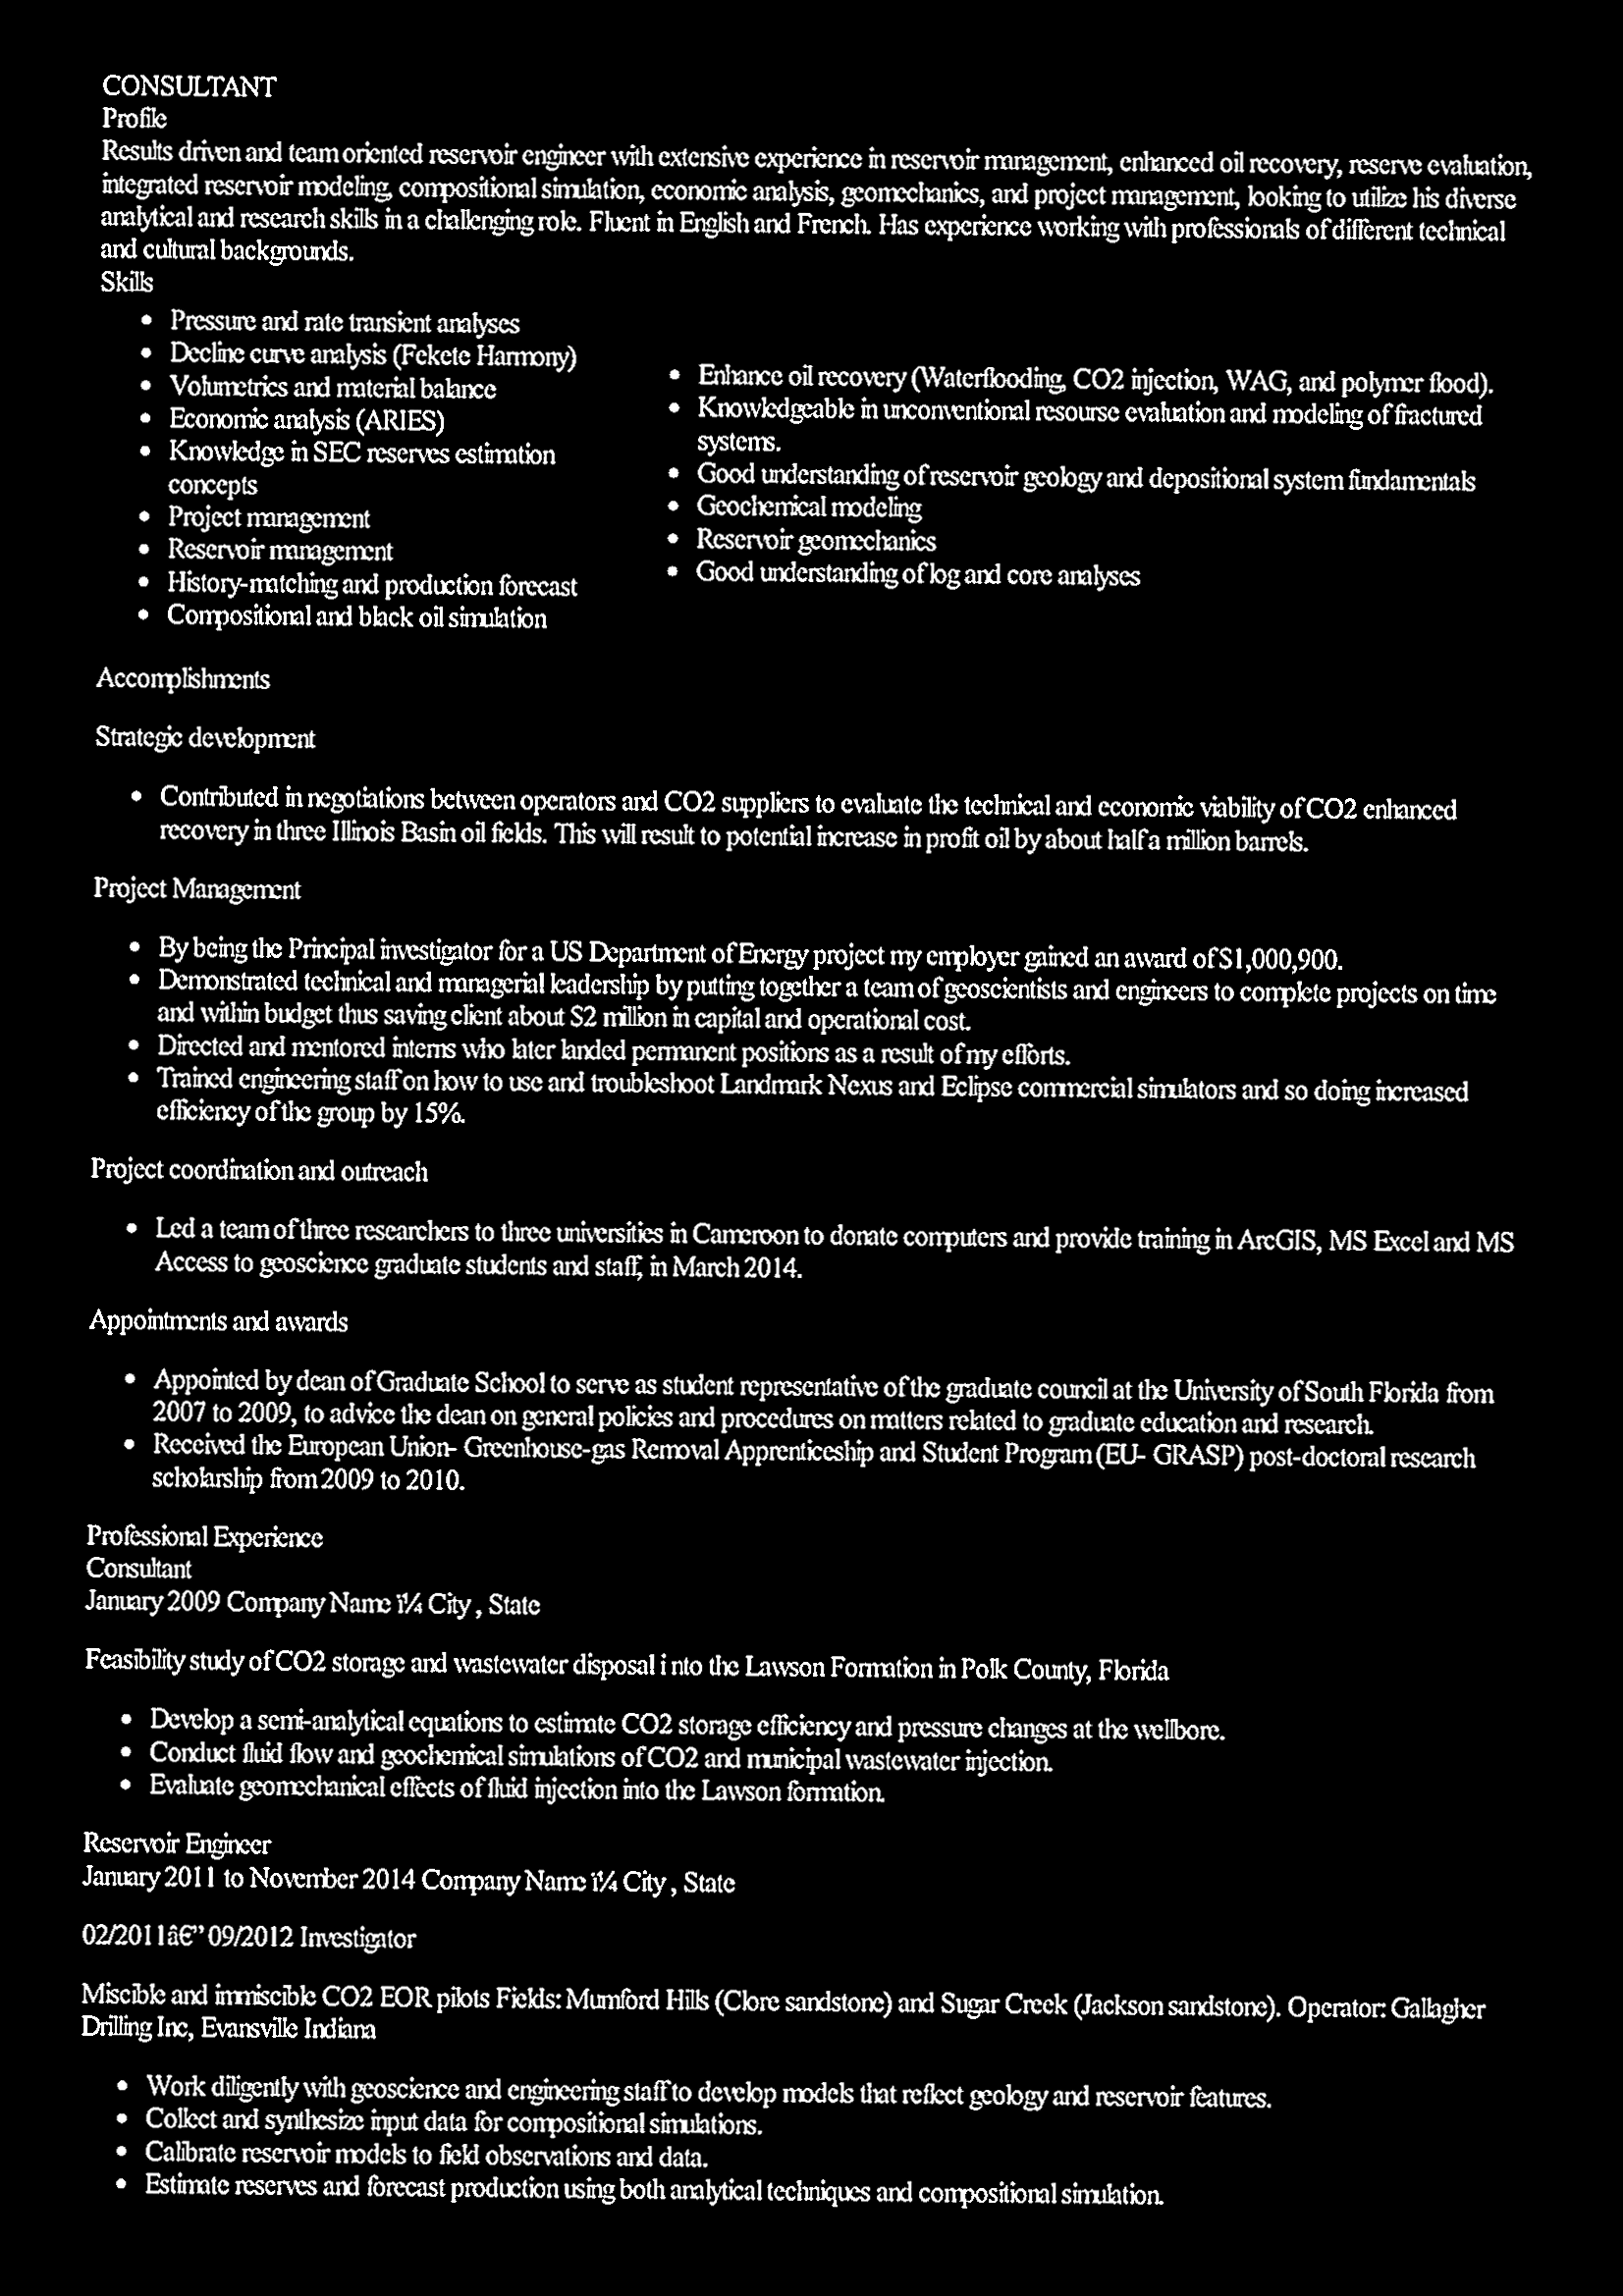 CONSULTANT
Profile
Results driven and team oriented reservoir engineer with extensive experience in reservoir management, enhanced oil recovery, reserve evaluation,
integrated reservoir modeling, compositional simulation, economic analysis, geomechanics, and project management, looking to utilize his diverse
analytical and research skills in a challenging role. Fluent in English and French. Has experience working with professionals of different technical
and cultural backgrounds.
Skills
• Pressure and rate transient analyses
• Decline curve analysis (Fekete Harmony)
• Volumetrics and material balance
• Economic analysis (ARIES)
• Knowledge in SEC reserves estimation
concepts
• Project management
• Reservoir management
• History-matching and production forecast
• Compositional and black oil simulation
• Enhance oil recovery (Waterflooding, CO2 injection, WAG, and polymer flood).
• Knowledgeable in unconventional resourse evaluation and modeling of fractured
systems.
• Good understanding of reservoir geology and depositional system fundamentals
• Geochemical modeling
• Reservoir geomechanics
• Good understanding of log and core analyses
Accomplishments
Strategic development
• Contributed in negotiations between operators and CO2 suppliers to evaluate the technical and economic viability of CO2 enhanced
recovery in three Illinois Basin oil fields. This will result to potential increase in profit oil by about half a million barrels.
Project Management
• By being the Principal investigator for a US Department of Energy project my employer gained an award of $1,000,900.
• Demonstrated technical and managerial leadership by putting together a team of geoscientists and engineers to complete projects on time
and within budget thus saving client about $2 million in capital and operational cost.
• Directed and mentored interns who later landed permanent positions as a result of my efforts.
• Trained engineering staff on how to use and troubleshoot Landmark Nexus and Eclipse commercial simulators and so doing increased
efficiency of the group by 15%.
Project coordination and outreach
• Led a team of three researchers to three universities in Cameroon to donate computers and provide training in ArcGIS, MS Excel and MS
Access to geoscience graduate students and staff, in March 2014.
Appointments and awards
• Appointed by dean of Graduate School to serve as student representative of the graduate council at the University of South Florida from
2007 to 2009, to advice the dean on general policies and procedures on matters related to graduate education and research.
• Received the European Union- Greenhouse-gas Removal Apprenticeship and Student Program (EU- GRASP) post-doctoral research
scholarship from 2009 to 2010.
Professional Experience
Consultant
January 2009 Company Name ï¼ City , State
Feasibility study of CO2 storage and wastewater disposal i nto the Lawson Formation in Polk County, Florida
• Develop a semi-analytical equations to estimate CO2 storage efficiency and pressure changes at the wellbore.
• Conduct fluid flow and geochemical simulations of CO2 and municipal wastewater injection.
• Evaluate geomechanical effects of fluid injection into the Lawson formation.
Reservoir Engineer
January 2011 to November 2014 Company Name ï¼ City , State
02/2011â€” 09/2012 Investigator
Miscible and immiscible CO2 EOR pilots Fields: Mumford Hills (Clore sandstone) and Sugar Creek (Jackson sandstone). Operator: Gallagher
Drilling Inc, Evansville Indiana
• Work diligently with geoscience and engineering staff to develop models that reflect geology and reservoir features.
• Collect and synthesize input data for compositional simulations.
• Calibrate reservoir models to field observations and data.
• Estimate reserves and forecast production using both analytical techniques and compositional simulation.